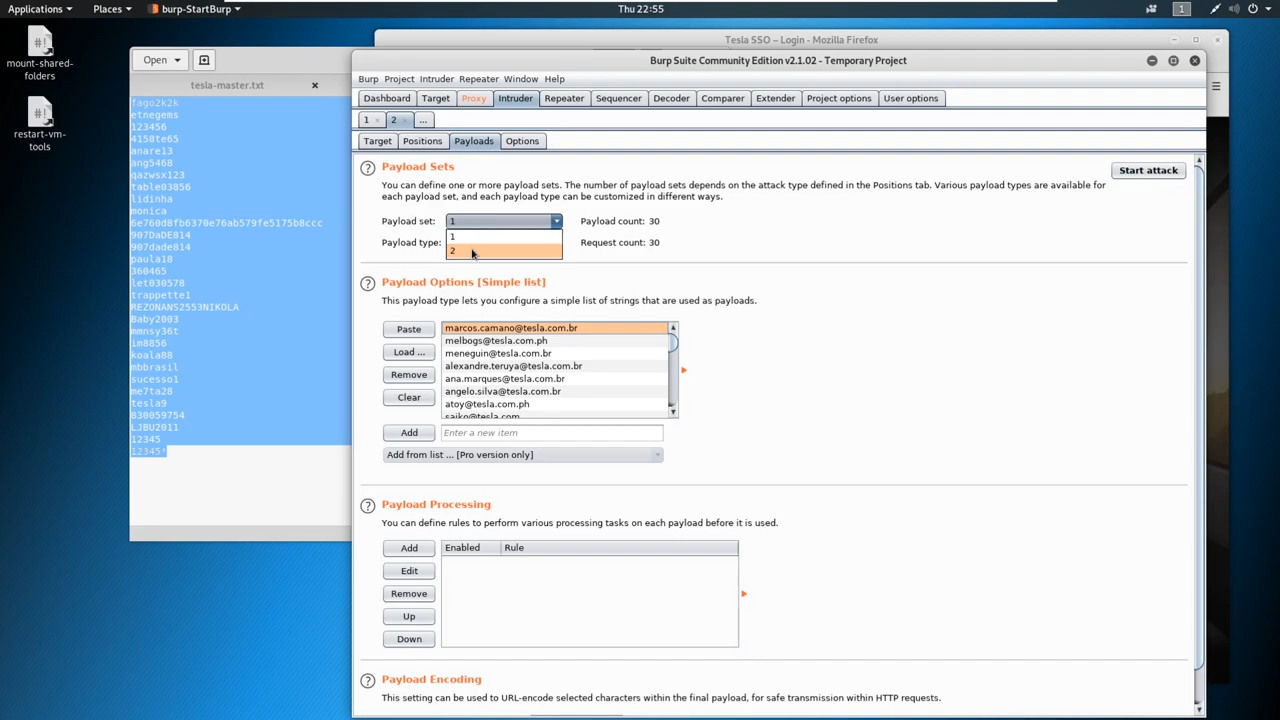 Applications
Places
burp-StartBurp
Thu 22:55
1
mount-shared-folders
restart-vm-tools
Tesla SSO – Login - Mozilla Firefox
Open
tesla-master.txt
fago2k2k
etnegems
123456
4158te65
anare13
ang5468
qazwsx123
table03856
lidinha
monica
6e760d8fb6370e76ab579fe5175b8ccc
907DaDE814
907dade814
paula18
360465
let030578
trappette1
REZONANS2553NIKOLA
Baby2003
mmnsy36t
im8856
koala88
mbbrasil
sucesso1
me7ta28
tesla9
830059754
LJBU2011
12345
Burp Suite Community Edition v2.1.02 - Temporary Project
Burp Project Intruder Repeater Window Help
Dashboard Target Proxy Intruder Repeater Sequencer Decoder Comparer Extender Project options User options
1 × 2 × ...
Target Positions Payloads Options
? Payload Sets
Start attack
You can define one or more payload sets. The number of payload sets depends on the attack type defined in the Positions tab. Various payload types are available for
each payload set, and each payload type can be customized in different ways.
Payload set: 1 Payload count: 30
1
Payload type: Request count: 30
2
? Payload Options [Simple list]
This payload type lets you configure a simple list of strings that are used as payloads.
Paste
Load ...
Remove
Clear
marcos.camano@tesla.com.br
melbogs@tesla.com.ph
meneguin@tesla.com.br
alexandre.teruya@tesla.com.br
ana.marques@tesla.com.br
angelo.silva@tesla.com.br
atoy@tesla.com.ph
saiko@tesla.com
Add Enter a new item
Add from list ... [Pro version only]
? Payload Processing
You can define rules to perform various processing tasks on each payload before it is used.
Add
Edit
Remove
Up
Down
Enabled Rule
? Payload Encoding
This setting can be used to URL-encode selected characters within the final payload, for safe transmission within HTTP requests.